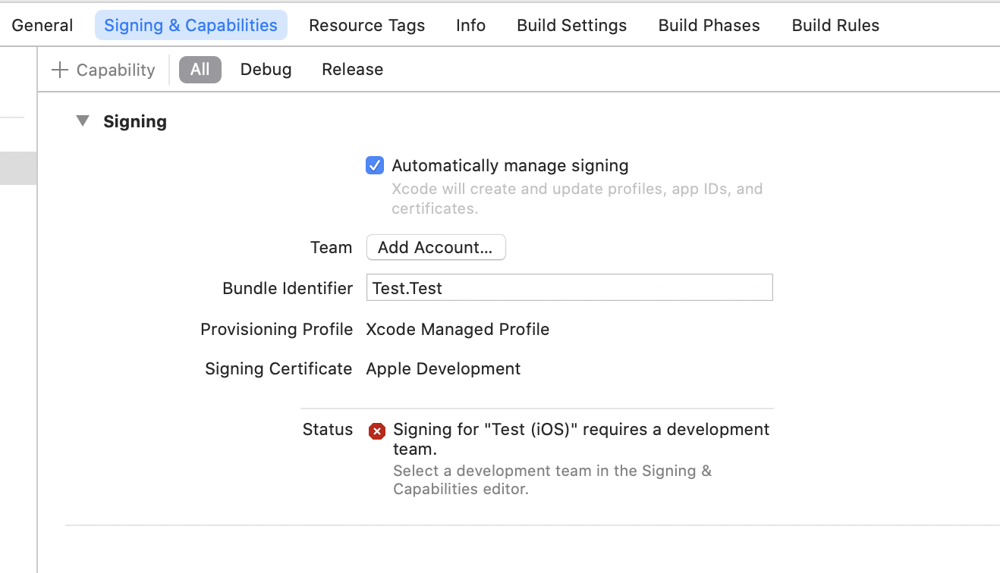 General Signing & Capabilities Resource Tags Info Build Settings Build Phases Build Rules
Capability All Debug Release
Signing
Automatically manage signing
Xcode will create and update profiles, app IDs, and
certificates.
Team Add Account...
Bundle Identifier Test.Test
Provisioning Profile Xcode Managed Profile
Signing Certificate Apple Development
Status Signing for "Test (iOS)" requires a development
team.
Select a development team in the Signing &
Capabilities editor.